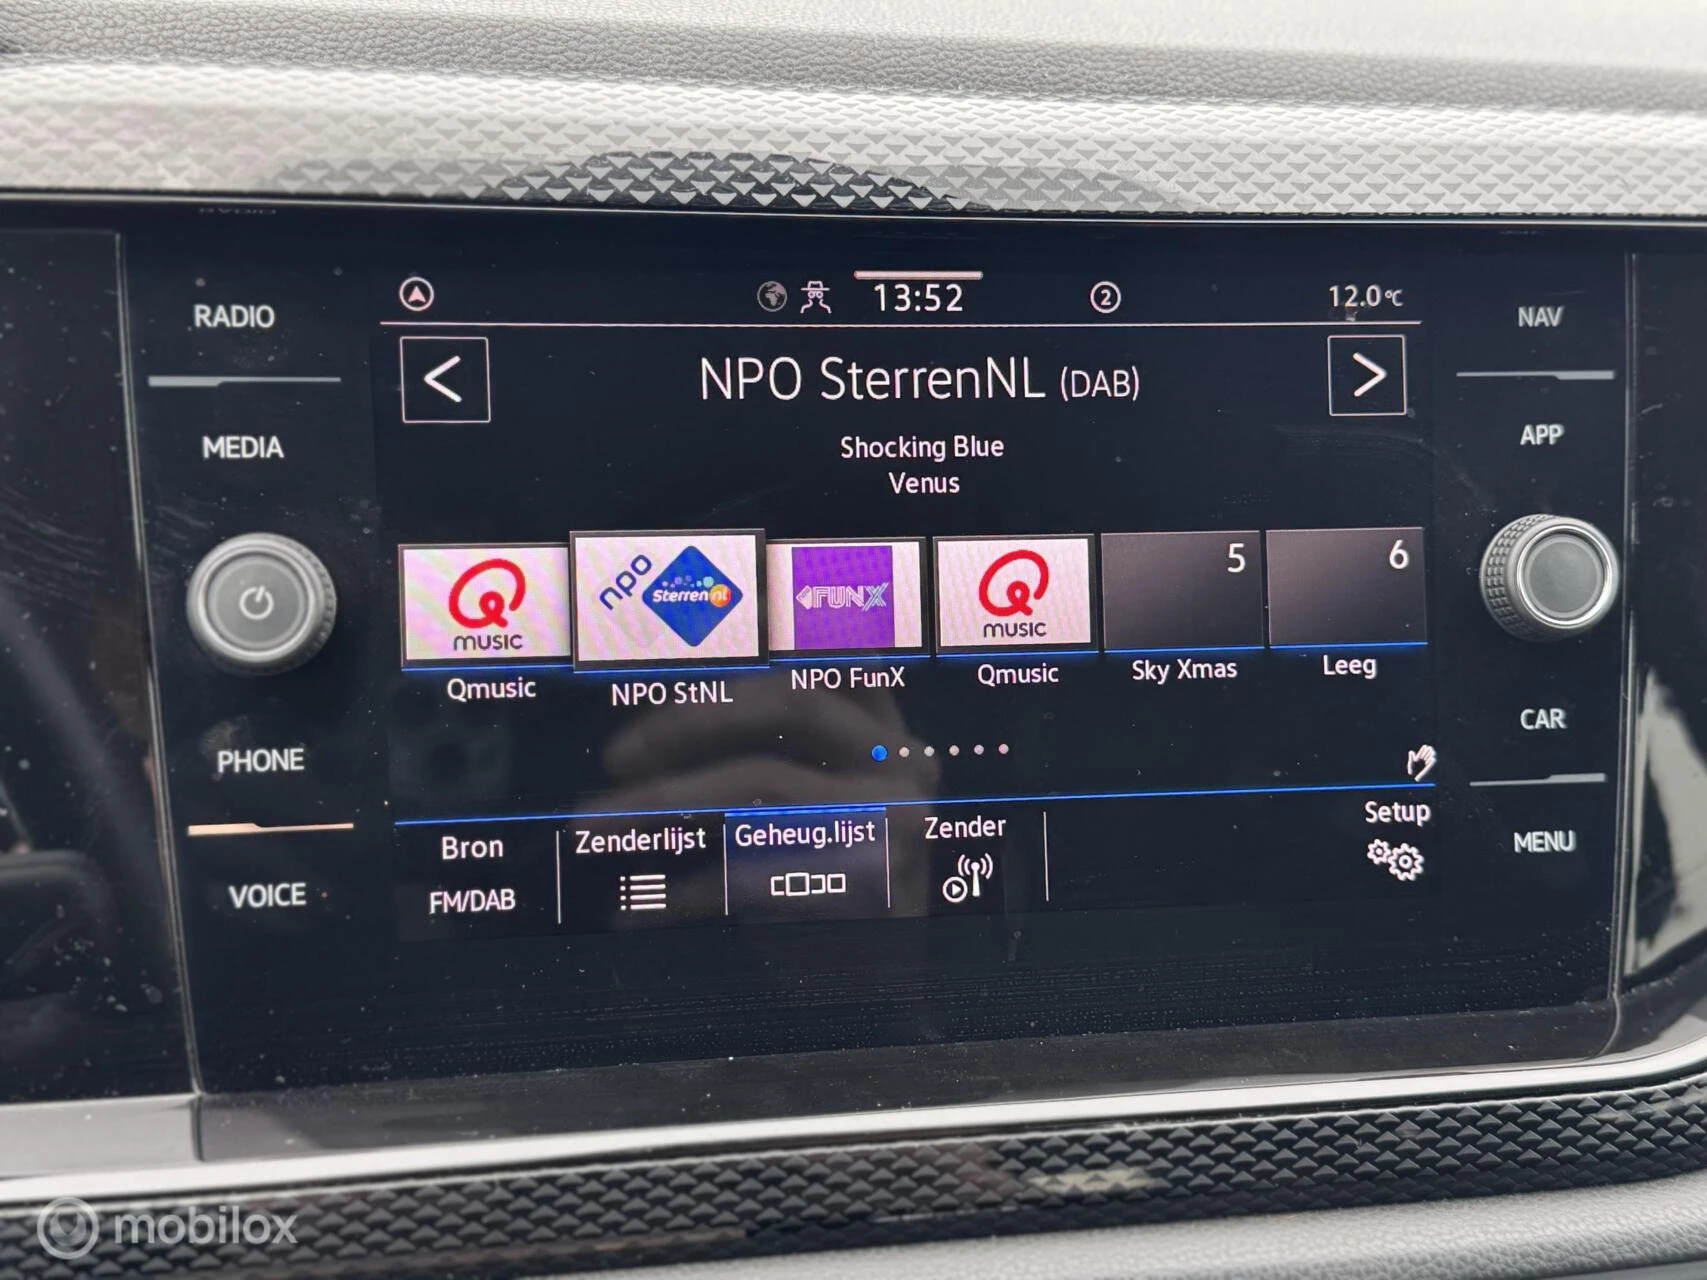 RADIO
13:52
2
12.0°C
NAV
NPO SterrenNL (DAB)
APP
MEDIA
Shocking Blue
Venus
Q
MUSIC
npo
Sterren nl
FUNX
Q
MUSIC
5
6
Qmusic
NPO StNL
NPO FunX
Qmusic
Sky Xmas
Leeg
CAR
PHONE
Bron
Zenderlijst
Geheug.lijst
Zender
Setup
MENU
VOICE
FM/DAB
mobilox